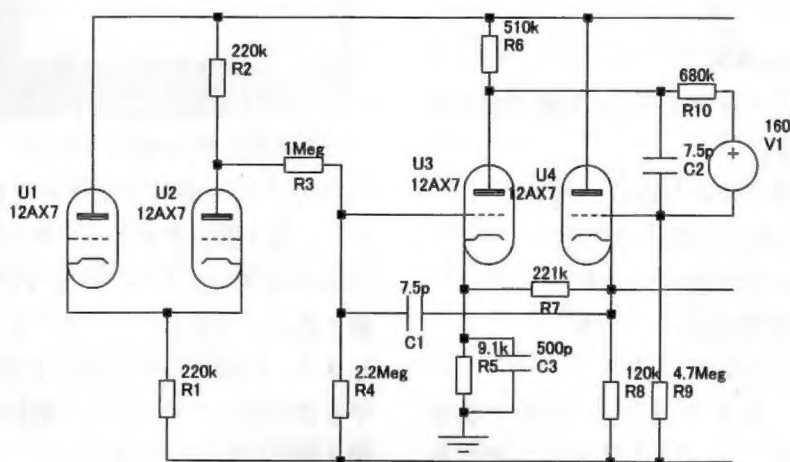 220k
R2
510k
R6
680k
R10
160
V1
1Meg
R3
U1
12AX7
U2
12AX7
U3
12AX7
U4
12AX7
7.5p
C2
7.5p
C1
221k
R7
220k
R1
2.2Meg
R4
9.1k
R5
500p
C3
120k
R8
4.7Meg
R9